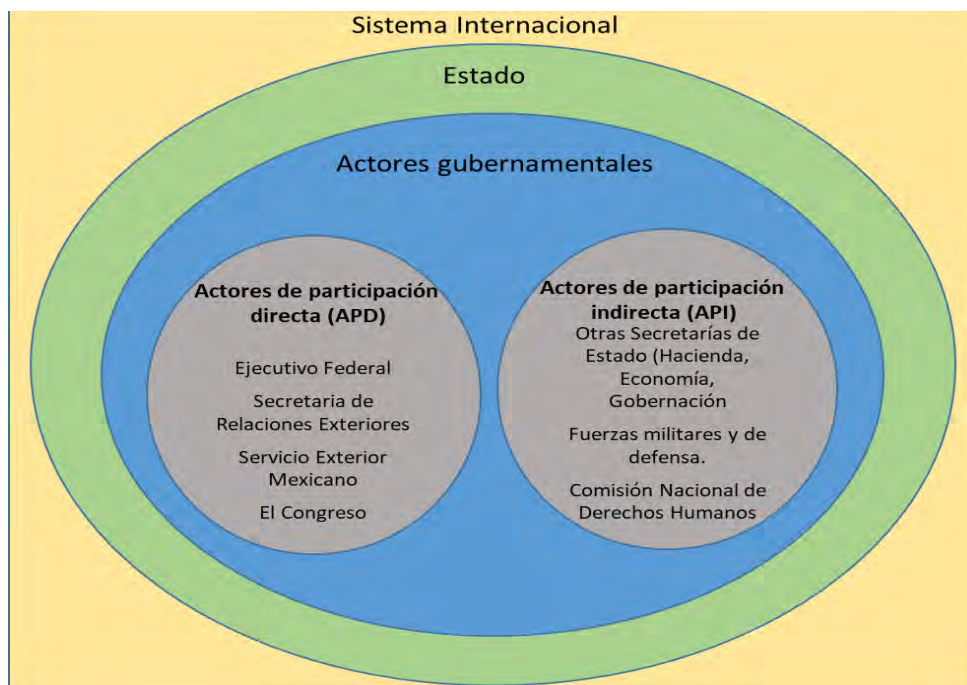 Sistema Internacional
Estado
Actores gubernamentales
Actores de participación
directa (APD)
Ejecutivo Federal
Secretaria de
Relaciones Exteriores
Servicio Exterior
Mexicano
El Congreso
Actores de participación
indirecta (API)
Otras Secretarías de
Estado (Hacienda,
Economía,
Gobernación
Fuerzas militares y de
defensa.
Comisión Nacional de
Derechos Humanos